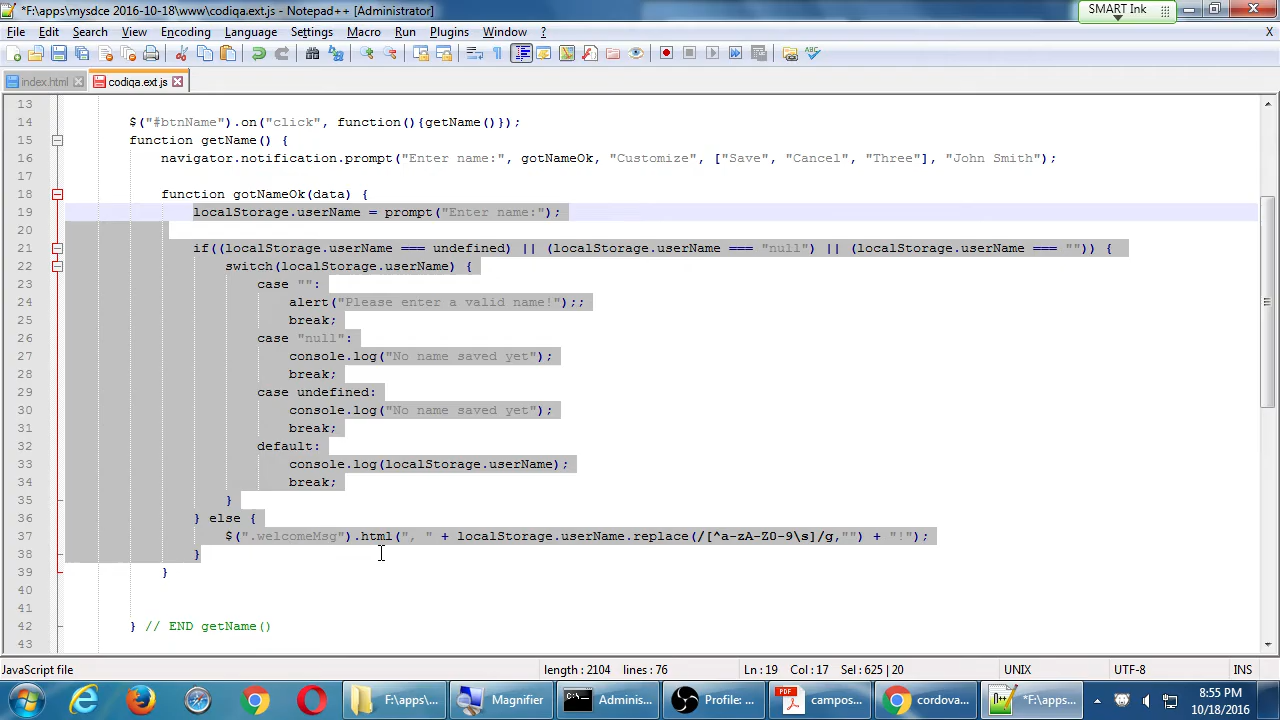 *F:\apps\mysdce 2016-10-18\www\codiqa.ext.js - Notepad++ [Administrator]
SMART Ink
File Edit Search View Encoding Language Settings Macro Run Plugins Window ? X
index.html codiqa.ext.js
13
14 $("#btnName").on("click", function(){getName()});
15 function getName() {
16 navigator.notification.prompt("Enter name:", gotNameOk, "Customize", ["Save", "Cancel", "Three"], "John Smith");
17
18 function gotNameOk(data) {
19 localStorage.userName = prompt("Enter name:");
20
21 if((localStorage.userName === undefined) || (localStorage.userName === "null") || (localStorage.userName === "")) {
22 switch(localStorage.userName) {
23 case "":
24 alert("Please enter a valid name!");;
25 break;
26 case "null":
27 console.log("No name saved yet");
28 break;
29 case undefined:
30 console.log("No name saved yet");
31 break;
32 default:
33 console.log(localStorage.userName);
34 break;
35 }
36 } else {
37 $(".welcomeMsg").html(", " + localStorage.userName.replace(/[^a-zA-Z0-9\s]/g,"") + "!");
38 }
39 }
40
41
42 } // END getName()
43
JavaScript file length : 2104 lines : 76 Ln : 19 Col : 17 Sel : 625 | 20 UNIX UTF-8 INS
F:\apps\... Magnifier Adminis... Profile: ... campos... cordova... *F:\apps...
8:55 PM
10/18/2016